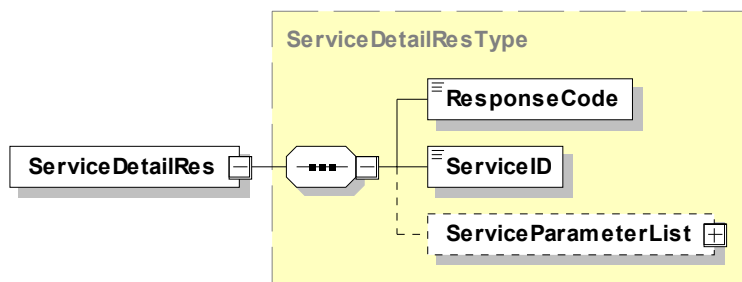 ServiceDetailResType
ResponseCode
ServiceDetailRes
ServiceID
ServiceParameterList